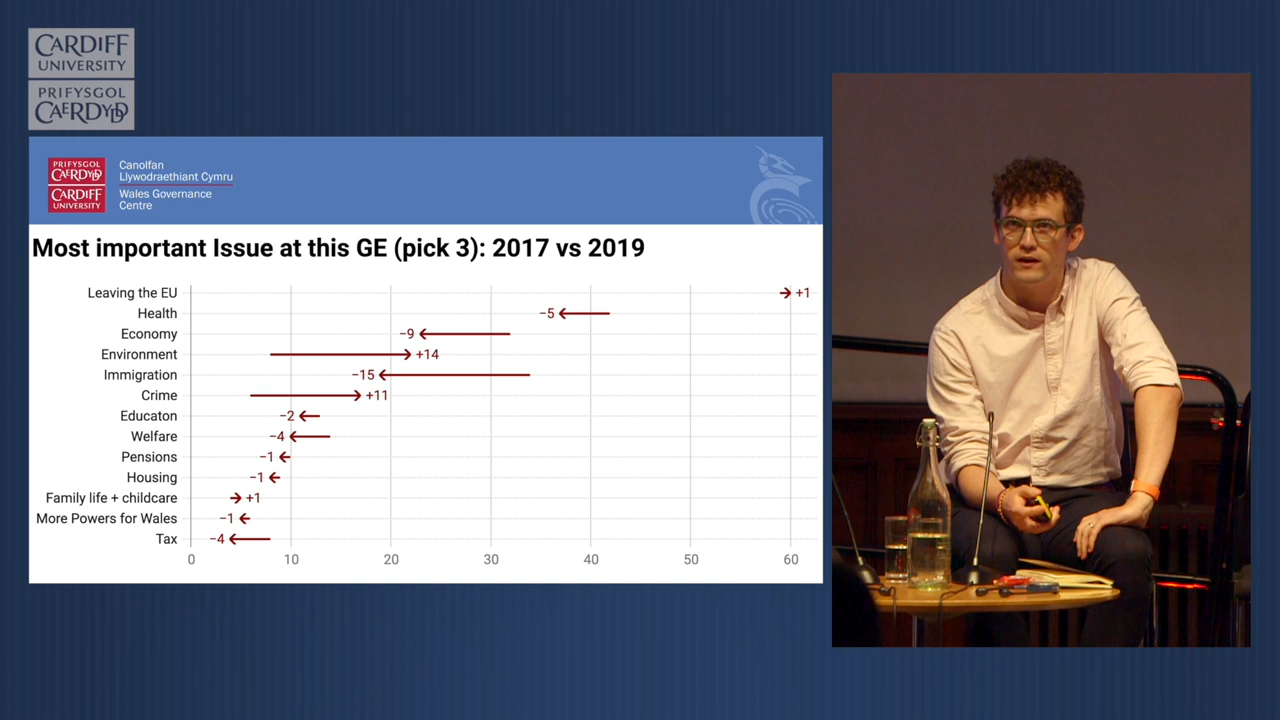 CARDIFF
UNIVERSITY
PRIFYSGOL
CAERDYDD
PRIFYSGOL
CAERDYDD
CARDIFF
UNIVERSITY
Canolfan
Llywodraethiant Cymru
Wales Governance
Centre
Most important Issue at this GE (pick 3): 2017 vs 2019
Leaving the EU +1
Health −5
Economy −9
Environment +14
Immigration −15
Crime +11
Educaton −2
Welfare −4
Pensions −1
Housing −1
Family life + childcare +1
More Powers for Wales −1
Tax −4
0 10 20 30 40 50 60